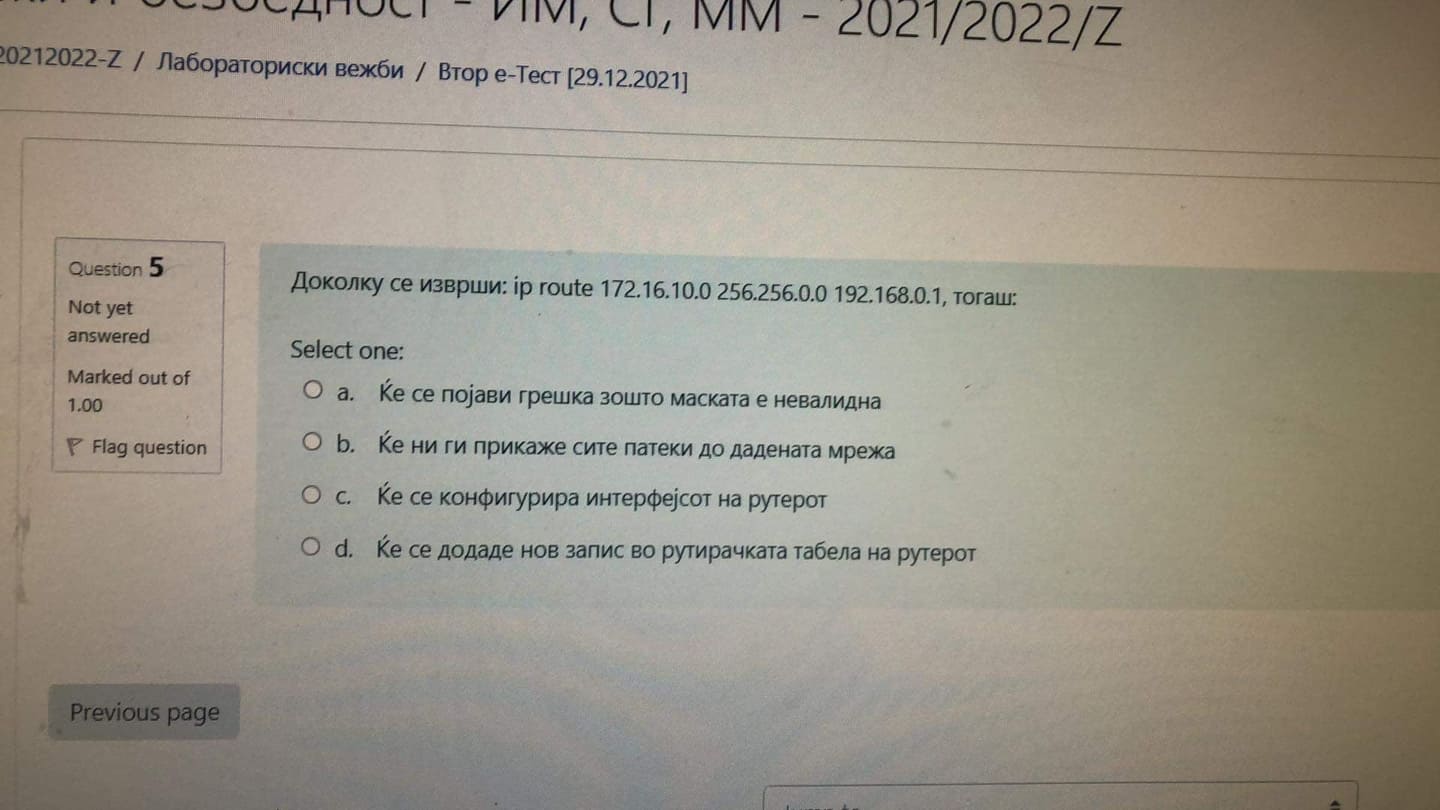 - ИМ, СГ, ММ - 2021/2022/Z
20212022-Z / Лабораториски вежби / Втор е-Тест [29.12.2021]
Question 5
Not yet
answered
Marked out of
1.00
Flag question
Доколку се изврши: ip route 172.16.10.0 256.256.0.0 192.168.0.1, тогаш:
Select one:
a. Ќе се појави грешка зошто маската е невалидна
b. Ќе ни ги прикаже сите патеки до дадената мрежа
c. Ќе се конфигурира интерфејсот на рутерот
d. Ќе се додаде нов запис во рутирачката табела на рутерот
Previous page